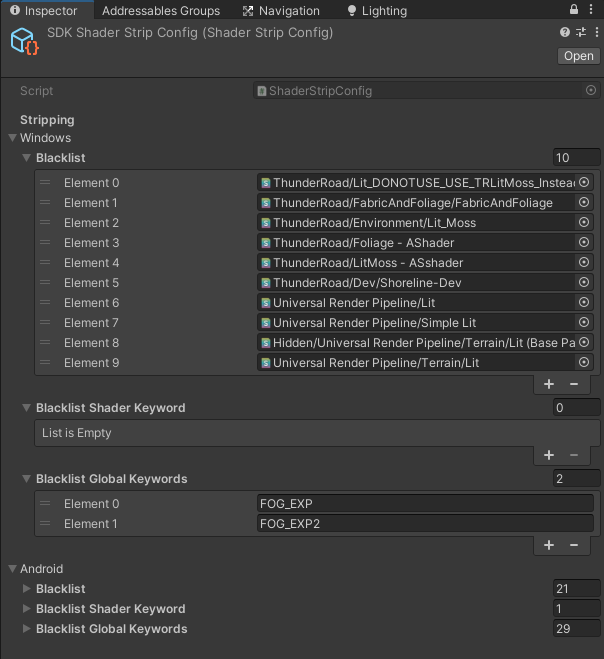 Inspector Addressables Groups Navigation Lighting
SDK Shader Strip Config (Shader Strip Config)
Open
Script ShaderStripConfig
Stripping
Windows
Blacklist 10
Element 0 ThunderRoad/Lit_DONOTUSE_USE_TRLitMoss_Instead
Element 1 ThunderRoad/FabricAndFoliage/FabricAndFoliage
Element 2 ThunderRoad/Environment/Lit_Moss
Element 3 ThunderRoad/Foliage - AShader
Element 4 ThunderRoad/LitMoss - ASshader
Element 5 ThunderRoad/Dev/Shoreline-Dev
Element 6 Universal Render Pipeline/Lit
Element 7 Universal Render Pipeline/Simple Lit
Element 8 Hidden/Universal Render Pipeline/Terrain/Lit (Base Pa
Element 9 Universal Render Pipeline/Terrain/Lit
Blacklist Shader Keyword 0
List is Empty
Blacklist Global Keywords 2
Element 0 FOG_EXP
Element 1 FOG_EXP2
Android
Blacklist 21
Blacklist Shader Keyword 1
Blacklist Global Keywords 29